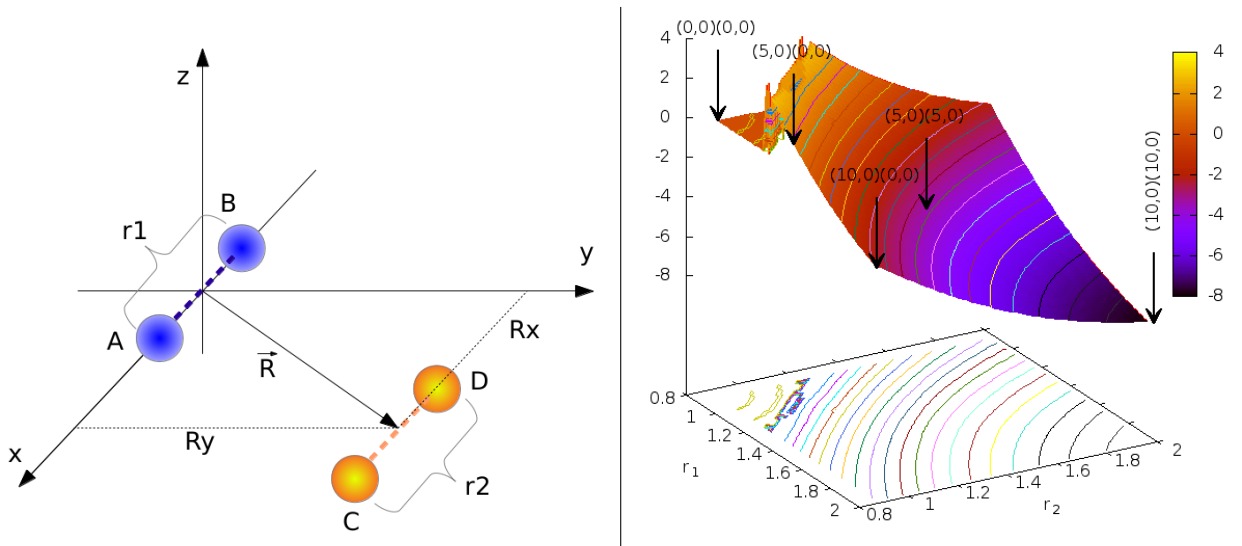 z
B
r1
y
A
Rx
R
D
Ry
x
r2
C
(0,0)(0,0)
(5,0)(0,0)
(5,0)(5,0)
(10,0)(0,0)
(10,0)(10,0)
4
2
0
-2
-4
-6
-8
4
2
0
-2
-4
-6
-8
0.8
1
1.2
1.4
1.6
1.8
2
r₁
0.8
1
1.2
1.4
1.6
1.8
2
r₂